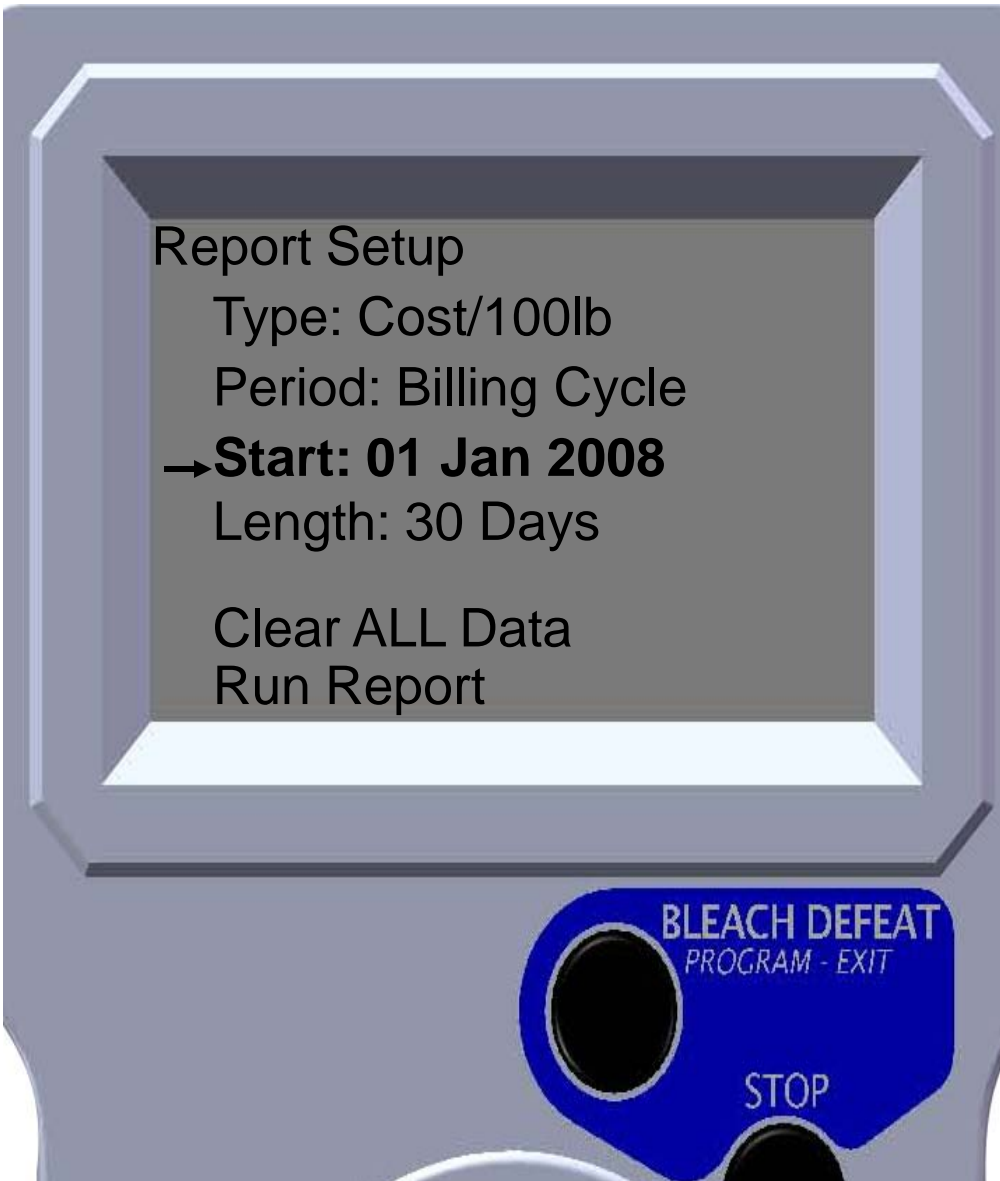 Report Setup
Type: Cost/100lb
Period: Billing Cycle
Start: 01 Jan 2008
Length: 30 Days
Clear ALL Data
Run Report
BLEACH DEFEAT
PROGRAM - EXIT
STOP